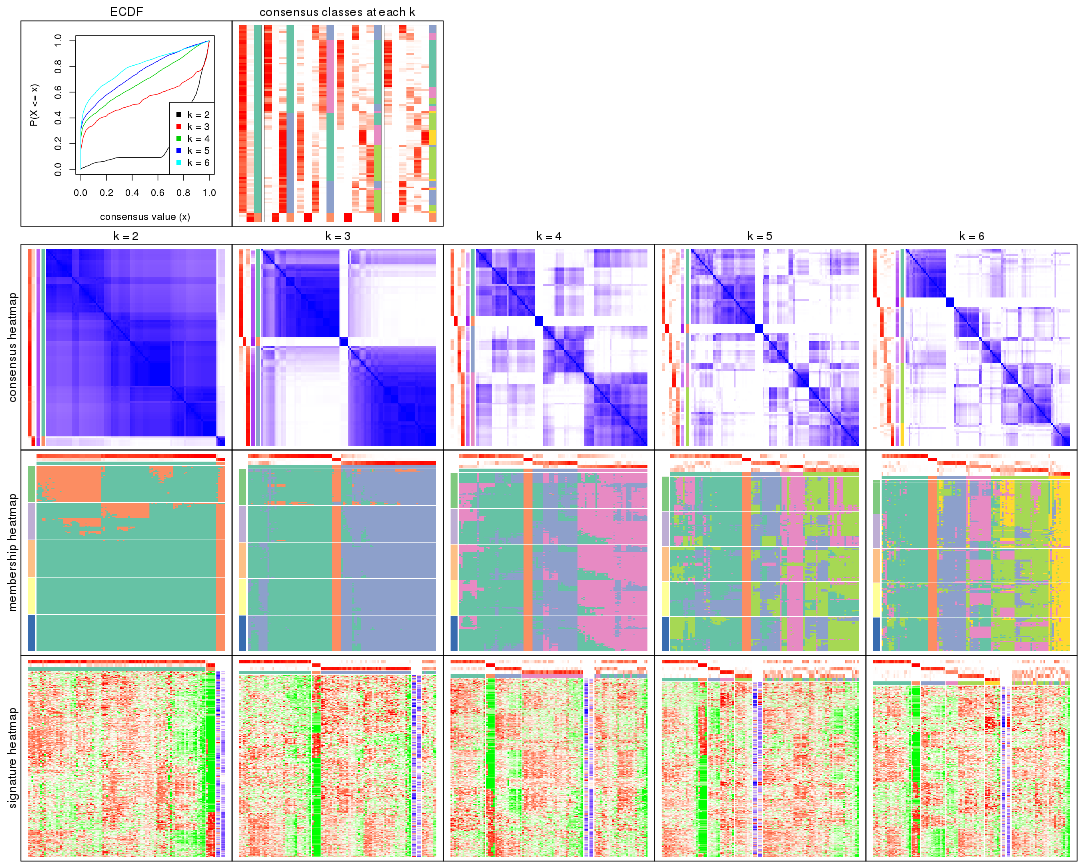 ECDF
consensus classes at each k
P(X <= x)
0.0 0.2 0.4 0.6 0.8 1.0
k = 2
k = 3
k = 4
k = 5
k = 6
0.0 0.2 0.4 0.6 0.8 1.0
consensus value (x)
k = 2 k = 3 k = 4 k = 5 k = 6
consensus heatmap
membership heatmap
signature heatmap